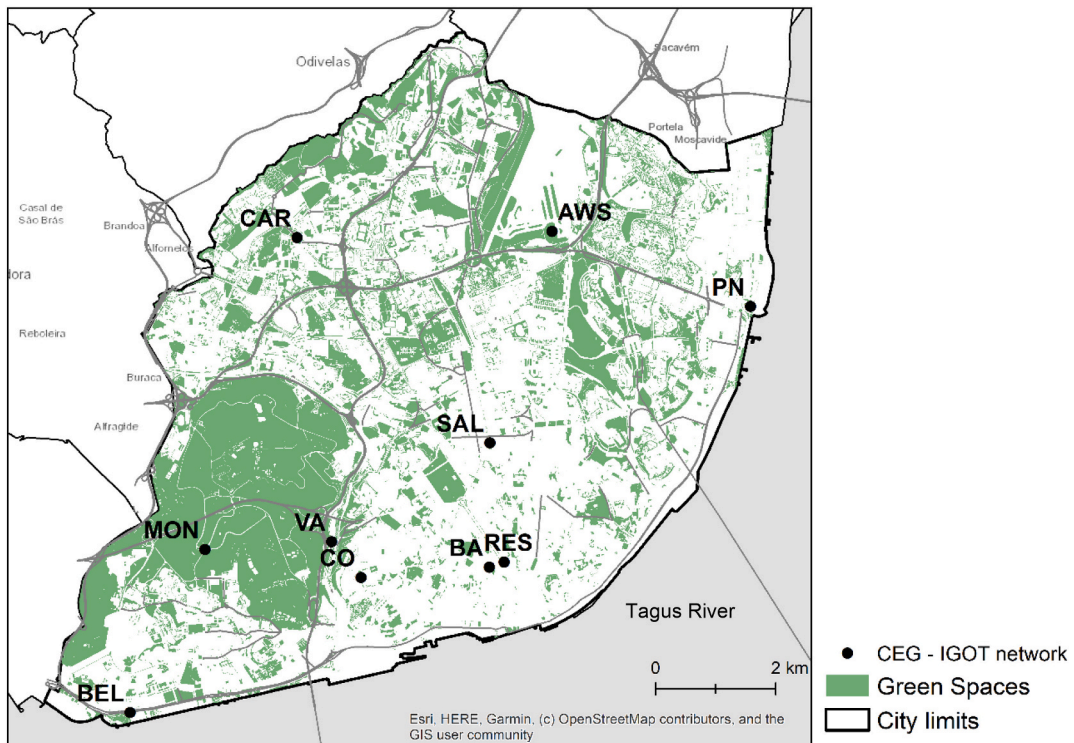 Odivelas
Sacavém
Portela
Moscavide
Casal de
São Brás
Brandoa
CAR
AWS
Alfornelos
dora
PN
Reboleira
Buraca
Alfragide
SAL
MON
VA
CO
BA
RES
Tagus River
BEL
0
2 km
Esri, HERE, Garmin, (c) OpenStreetMap contributors, and the
GIS user community
CEG - IGOT network
Green Spaces
City limits